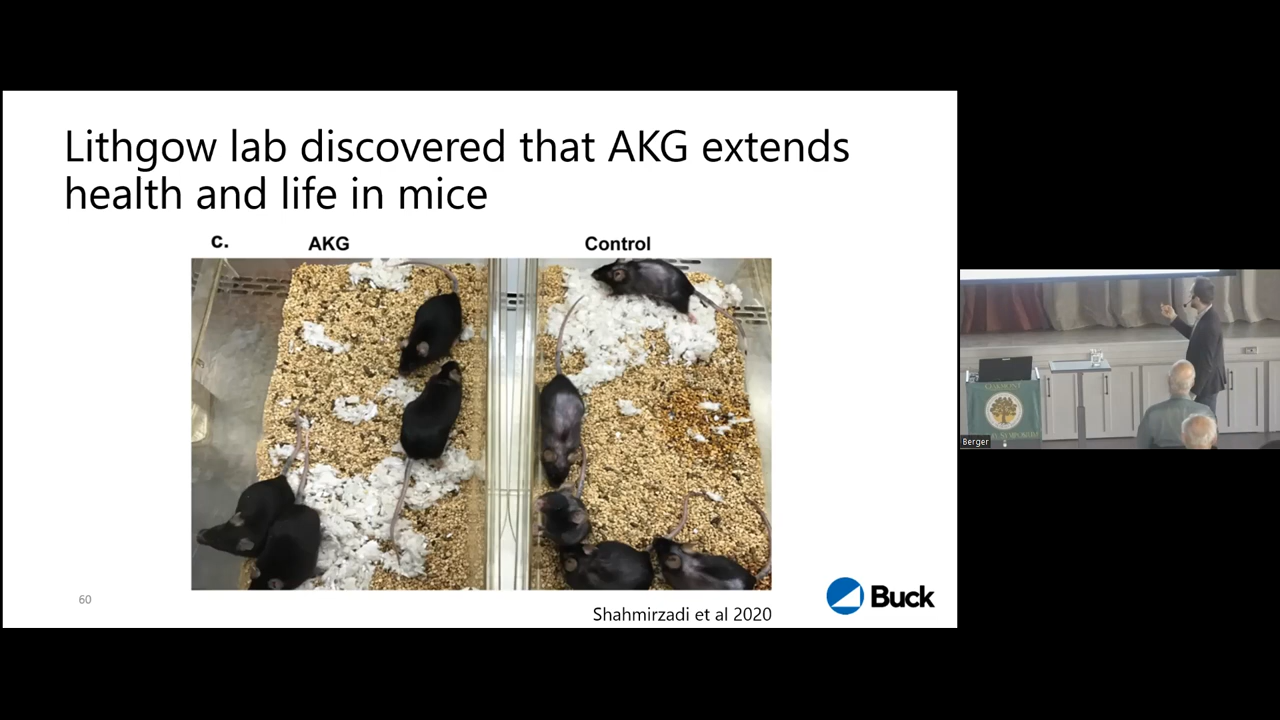 Lithgow lab discovered that AKG extends
health and life in mice
c.
AKG
Control
60
Shahmirzadi et al 2020
Buck
Berger
OAKMONT